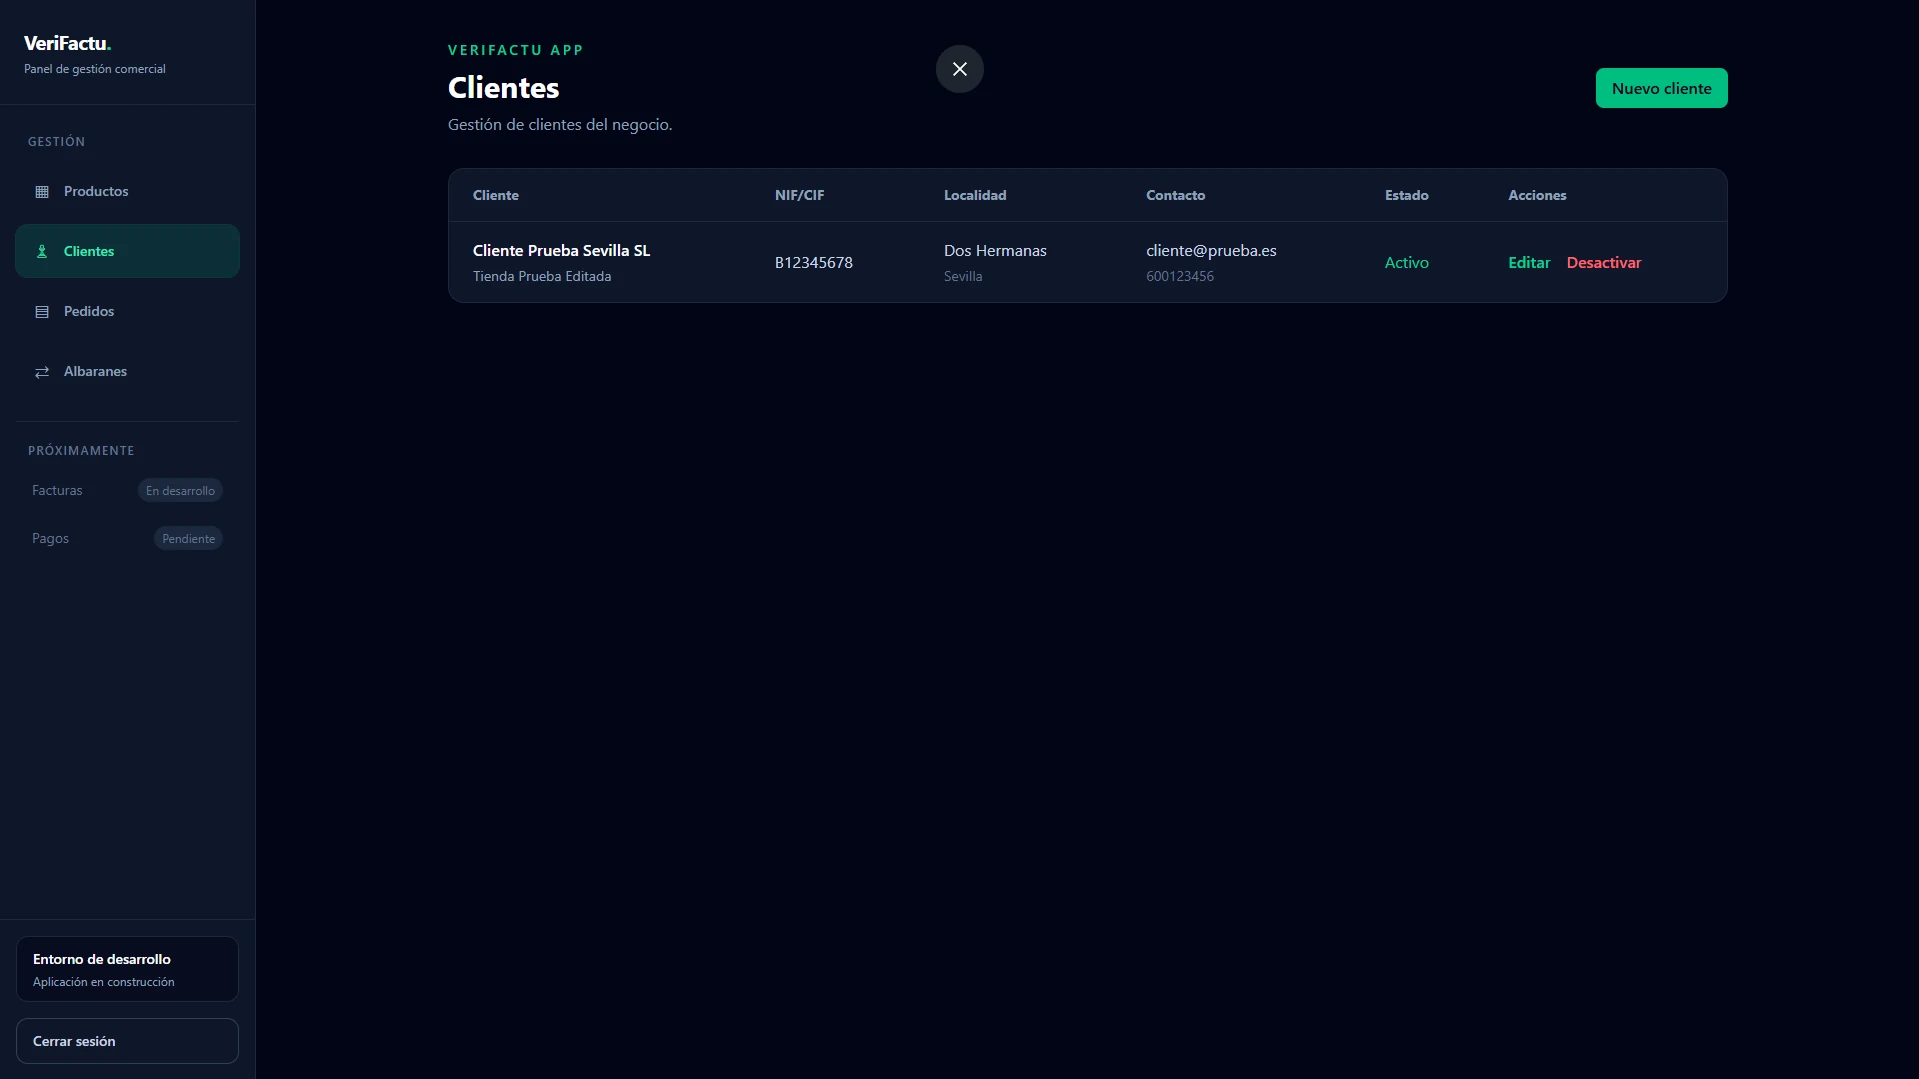 VeriFactu.
Panel de gestión comercial
GESTIÓN
Productos
Clientes
Pedidos
Albaranes
PRÓXIMAMENTE
Facturas En desarrollo
Pagos Pendiente
Entorno de desarrollo
Aplicación en construcción
Cerrar sesión
VERIFACTU APP
Clientes
Gestión de clientes del negocio.
Nuevo cliente
Cliente NIF/CIF Localidad Contacto Estado Acciones
Cliente Prueba Sevilla SL B12345678 Dos Hermanas cliente@prueba.es Activo Editar Desactivar
Tienda Prueba Editada Sevilla 600123456